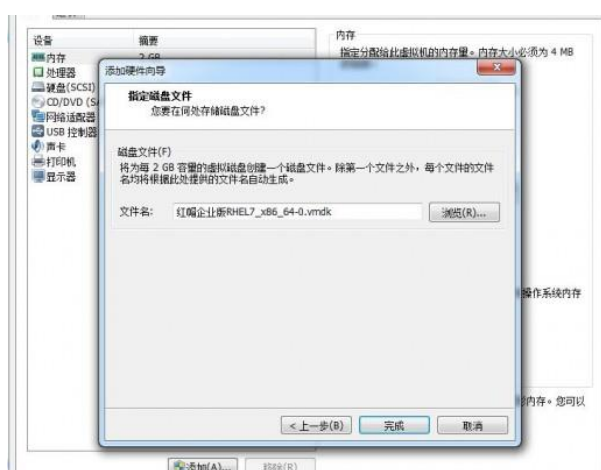 设备 摘要
内存 2 GB
处理器
硬盘(SCSI)
CD/DVD (SA
网络适配器
USB 控制器
声卡
打印机
显示器
内存
指定分配给此虚拟机的内存量。内存大小必须为 4 MB
添加硬件向导
指定磁盘文件
您要在何处存储磁盘文件?
磁盘文件(F)
将为每 2 GB 容量的虚拟磁盘创建一个磁盘文件。除第一个文件之外，每个文件的文件
名均将根据此处提供的文件名自动生成。
文件名: 红帽企业版RHEL7_x86_64-0.vmdk 浏览(R)...
操作系统内存
内存。您可以
<上一步(B) 完成 取消
添加(A)... 移除(R)